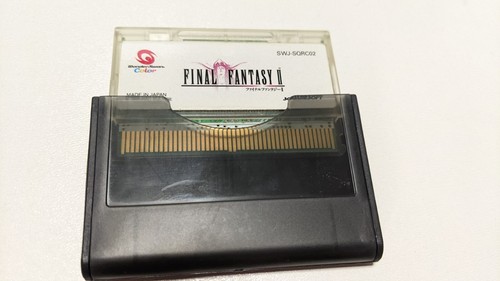 WonderSwan
Color
SWJ-SQRC02
FINAL FANTASY II
ファイナルファンタジーII
MADE IN JAPAN
SQUARESOFT